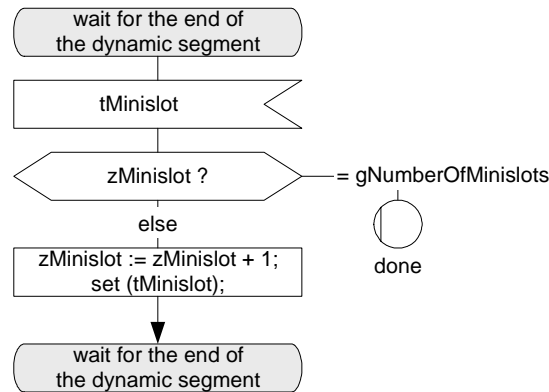 wait for the end of
the dynamic segment
tMinislot
zMinislot ?
= gNumberOfMinislots
else
done
zMinislot := zMinislot + 1;
set (tMinislot);
wait for the end of
the dynamic segment